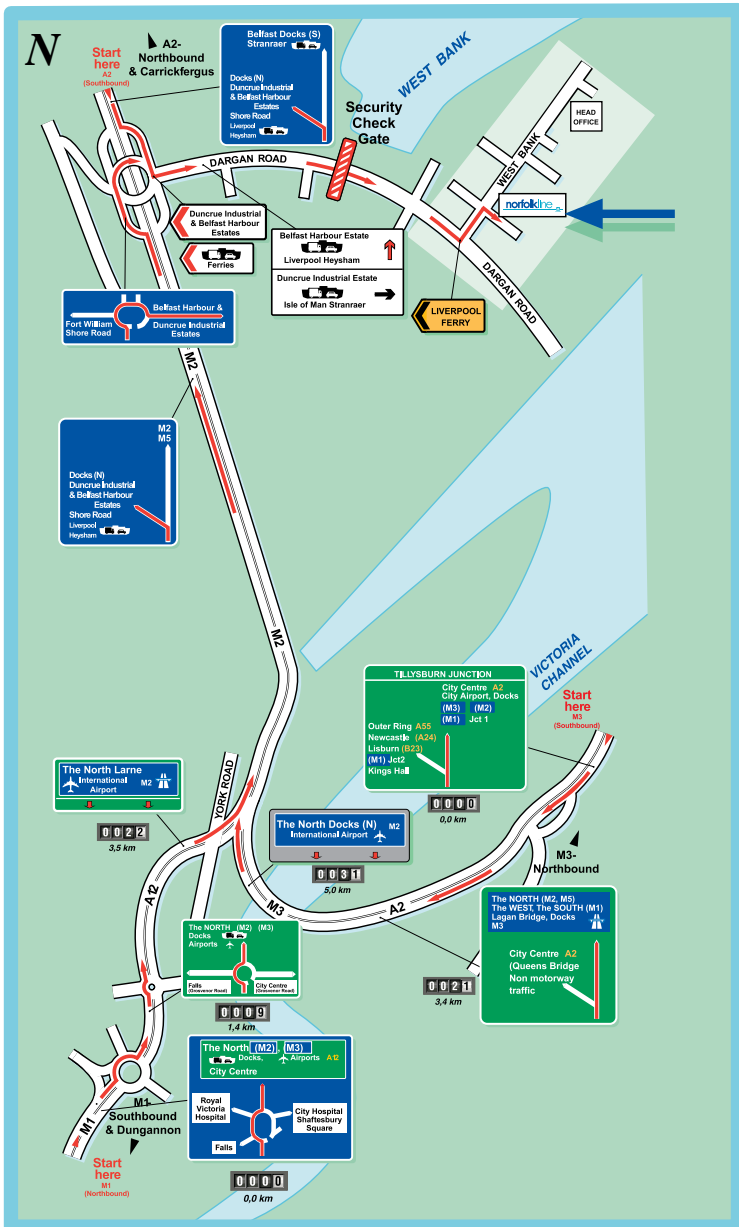 N
Start
here
A2
(Southbound)
A2-
Northbound
& Carrickfergus
Belfast Docks (S)
Stranraer
Docks (N)
Duncrue Industrial
& Belfast Harbour
Estates
Shore Road
Liverpool
Heysham
WEST BANK
Security
Check
Gate
HEAD
OFFICE
WEST BANK
norfolkline
DARGAN ROAD
Duncrue Industrial
& Belfast Harbour
Estates
Ferries
Belfast Harbour Estate
Liverpool Heysham
Duncrue Industrial Estate
Isle of Man Stranraer
DARGAN ROAD
LIVERPOOL
FERRY
Belfast Harbour &
Fort William
Shore Road
Duncrue Industrial
Estates
M2
M2
M5
Docks (N)
Duncrue Industrial
& Belfast Harbour
Estates
Shore Road
Liverpool
Heysham
M2
VICTORIA
CHANNEL
TILLYSBURN JUNCTION
City Centre A2
City Airport, Docks
(M3) (M2)
(M1) Jct 1
Outer Ring A55
Newcastle (A24)
Lisburn (B23)
(M1) Jct2
Kings Hall
0000
0,0 km
Start
here
M3
(Southbound)
The North Larne
International
Airport
M2
0022
3,5 km
YORK ROAD
The North Docks (N)
International Airport
M2
0031
5,0 km
M3-
Northbound
A12
M3
A2
The NORTH (M2, M5)
The WEST, The SOUTH (M1)
Lagan Bridge, Docks
M3
City Centre A2
(Queens Bridge
Non motorway
traffic
0021
3,4 km
The NORTH (M2) (M3)
Docks
Airports
Falls
(Grosvenor Road)
City Centre
(Grosvenor Road)
0009
1,4 km
The North (M2), (M3)
Docks, Airports A12
City Centre
Royal
Victoria
Hospital
City Hospital
Shaftesbury
Square
Falls
0000
0,0 km
M1-
Southbound
& Dungannon
M1
Start
here
M1
(Northbound)